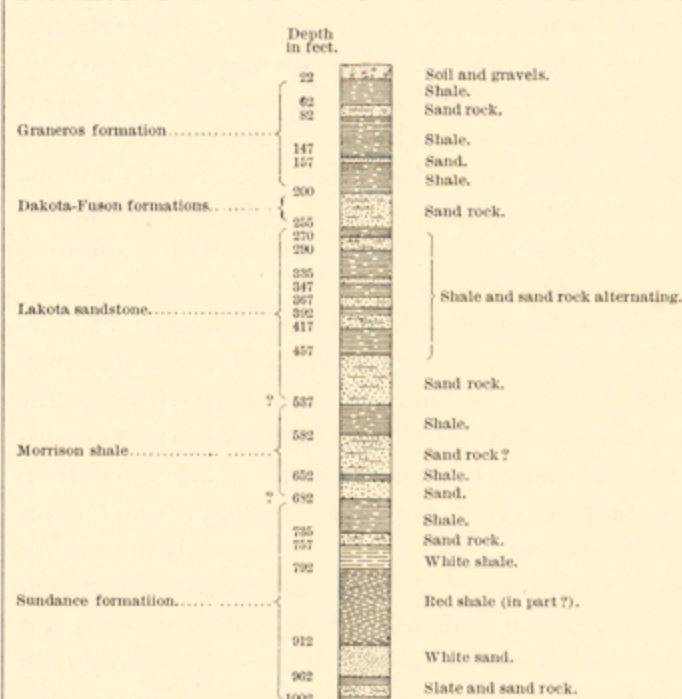 Depth
in feet.
22
Soil and gravels.
Shale.
62
Sand rock.
82
Graneros formation
Shale.
147
Sand.
157
Shale.
200
Dakota-Fuson formations
Sand rock.
255
270
290
335
347
Shale and sand rock alternating.
367
Lakota sandstone.
392
417
457
Sand rock.
? 537
Shale.
582
Morrison shale
Sand rock?
652
Shale.
Sand.
? 682
Shale.
735
Sand rock.
757
White shale.
792
Sundance formatiion.
Red shale (in part?).
912
White sand.
962
Slate and sand rock.